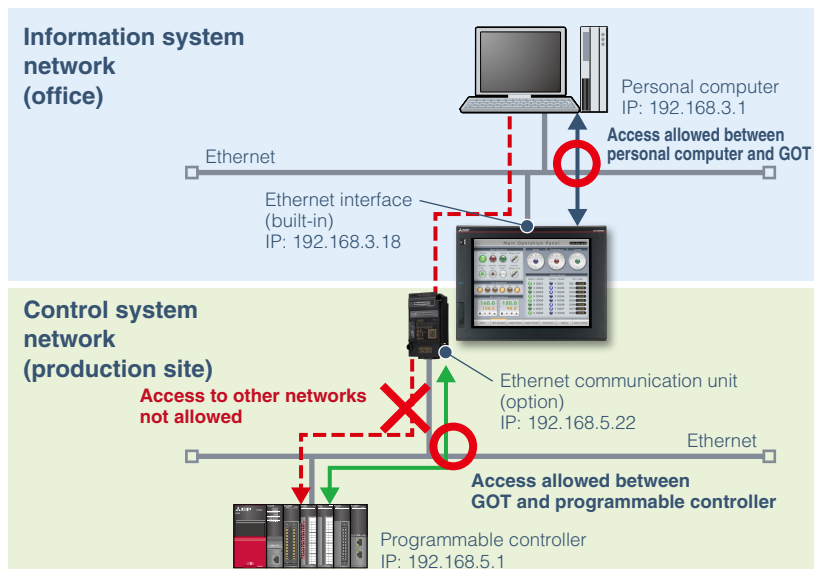 Information system
network
(office)
Personal computer
IP: 192.168.3.1
Access allowed between
personal computer and GOT
Ethernet
Ethernet interface
(built-in)
IP: 192.168.3.18
Main Operation Panel
Control system
network
(production site)
Ethernet communication unit
(option)
IP: 192.168.5.22
Access to other networks
not allowed
Ethernet
Access allowed between
GOT and programmable controller
Programmable controller
IP: 192.168.5.1